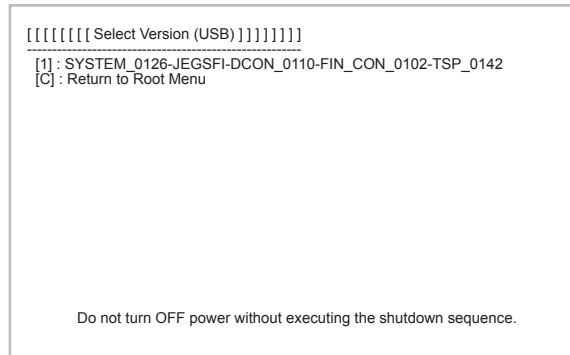 [ [ [ [ [ [ [ [ Select Version (USB) ] ] ] ] ] ] ] ]
-------------------------------------------------------
[1] : SYSTEM_0126-JEGSFI-DCON_0110-FIN_CON_0102-TSP_0142
[C] : Return to Root Menu
Do not turn OFF power without executing the shutdown sequence.